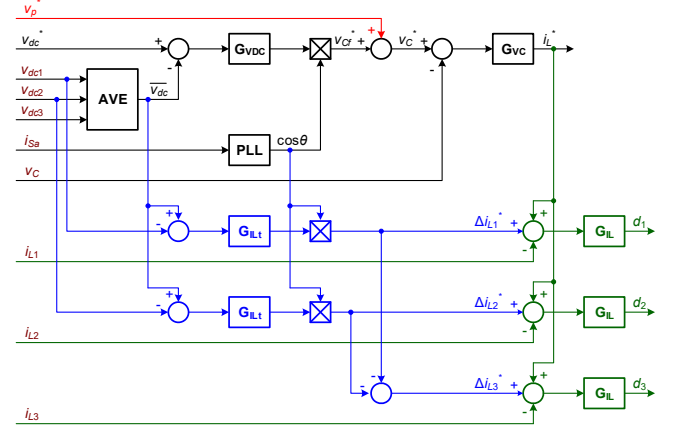 v_p*
v_dc* + - G_VDC v_Cf* + + v_C* + - G_VC i_L*
v_dc1
v_dc2 AVE v̅_dc̅
v_dc3
i_Sa PLL cosθ
v_C
+ - G_ILt Δi_L1* + + - G_IL d_1
i_L1
+ - G_ILt Δi_L2* + + - G_IL d_2
i_L2
- - Δi_L3* + + - G_IL d_3
i_L3